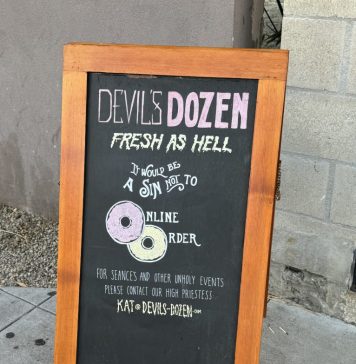 DEVIL'S DOZEN
FRESH AS HELL
IT WOULD BE
A SIN NOT TO
ONLINE
ORDER
FOR SEANCES AND OTHER UNHOLY EVENTS
PLEASE CONTACT OUR HIGH PRIESTESS
KAT@DEVILS-DOZEN.COM